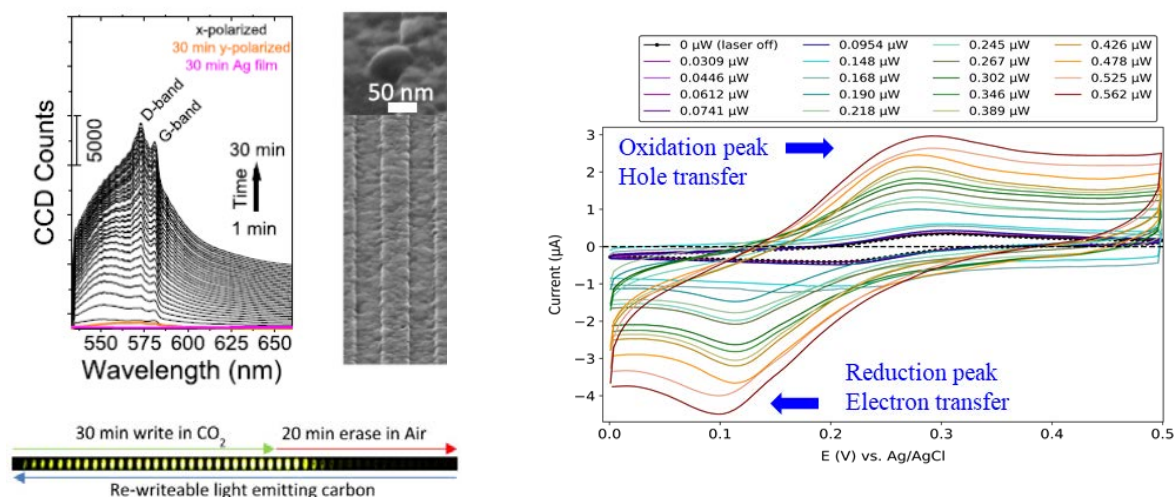 x-polarized
30 min y-polarized
30 min Ag film
D-band
G-band
5000
30 min
Time
1 min
CCD Counts
550 575 600 625 650
Wavelength (nm)
50 nm
30 min write in CO2 20 min erase in Air
Re-writeable light emitting carbon
0 μW (laser off) 0.0954 μW 0.245 μW 0.426 μW
0.0309 μW 0.148 μW 0.267 μW 0.478 μW
0.0446 μW 0.168 μW 0.302 μW 0.525 μW
0.0612 μW 0.190 μW 0.346 μW 0.562 μW
0.0741 μW 0.218 μW 0.389 μW
3
2
1
0
−1
−2
−3
−4
Current (μA)
Oxidation peak
Hole transfer
Reduction peak
Electron transfer
0.0 0.1 0.2 0.3 0.4 0.5
E (V) vs. Ag/AgCl